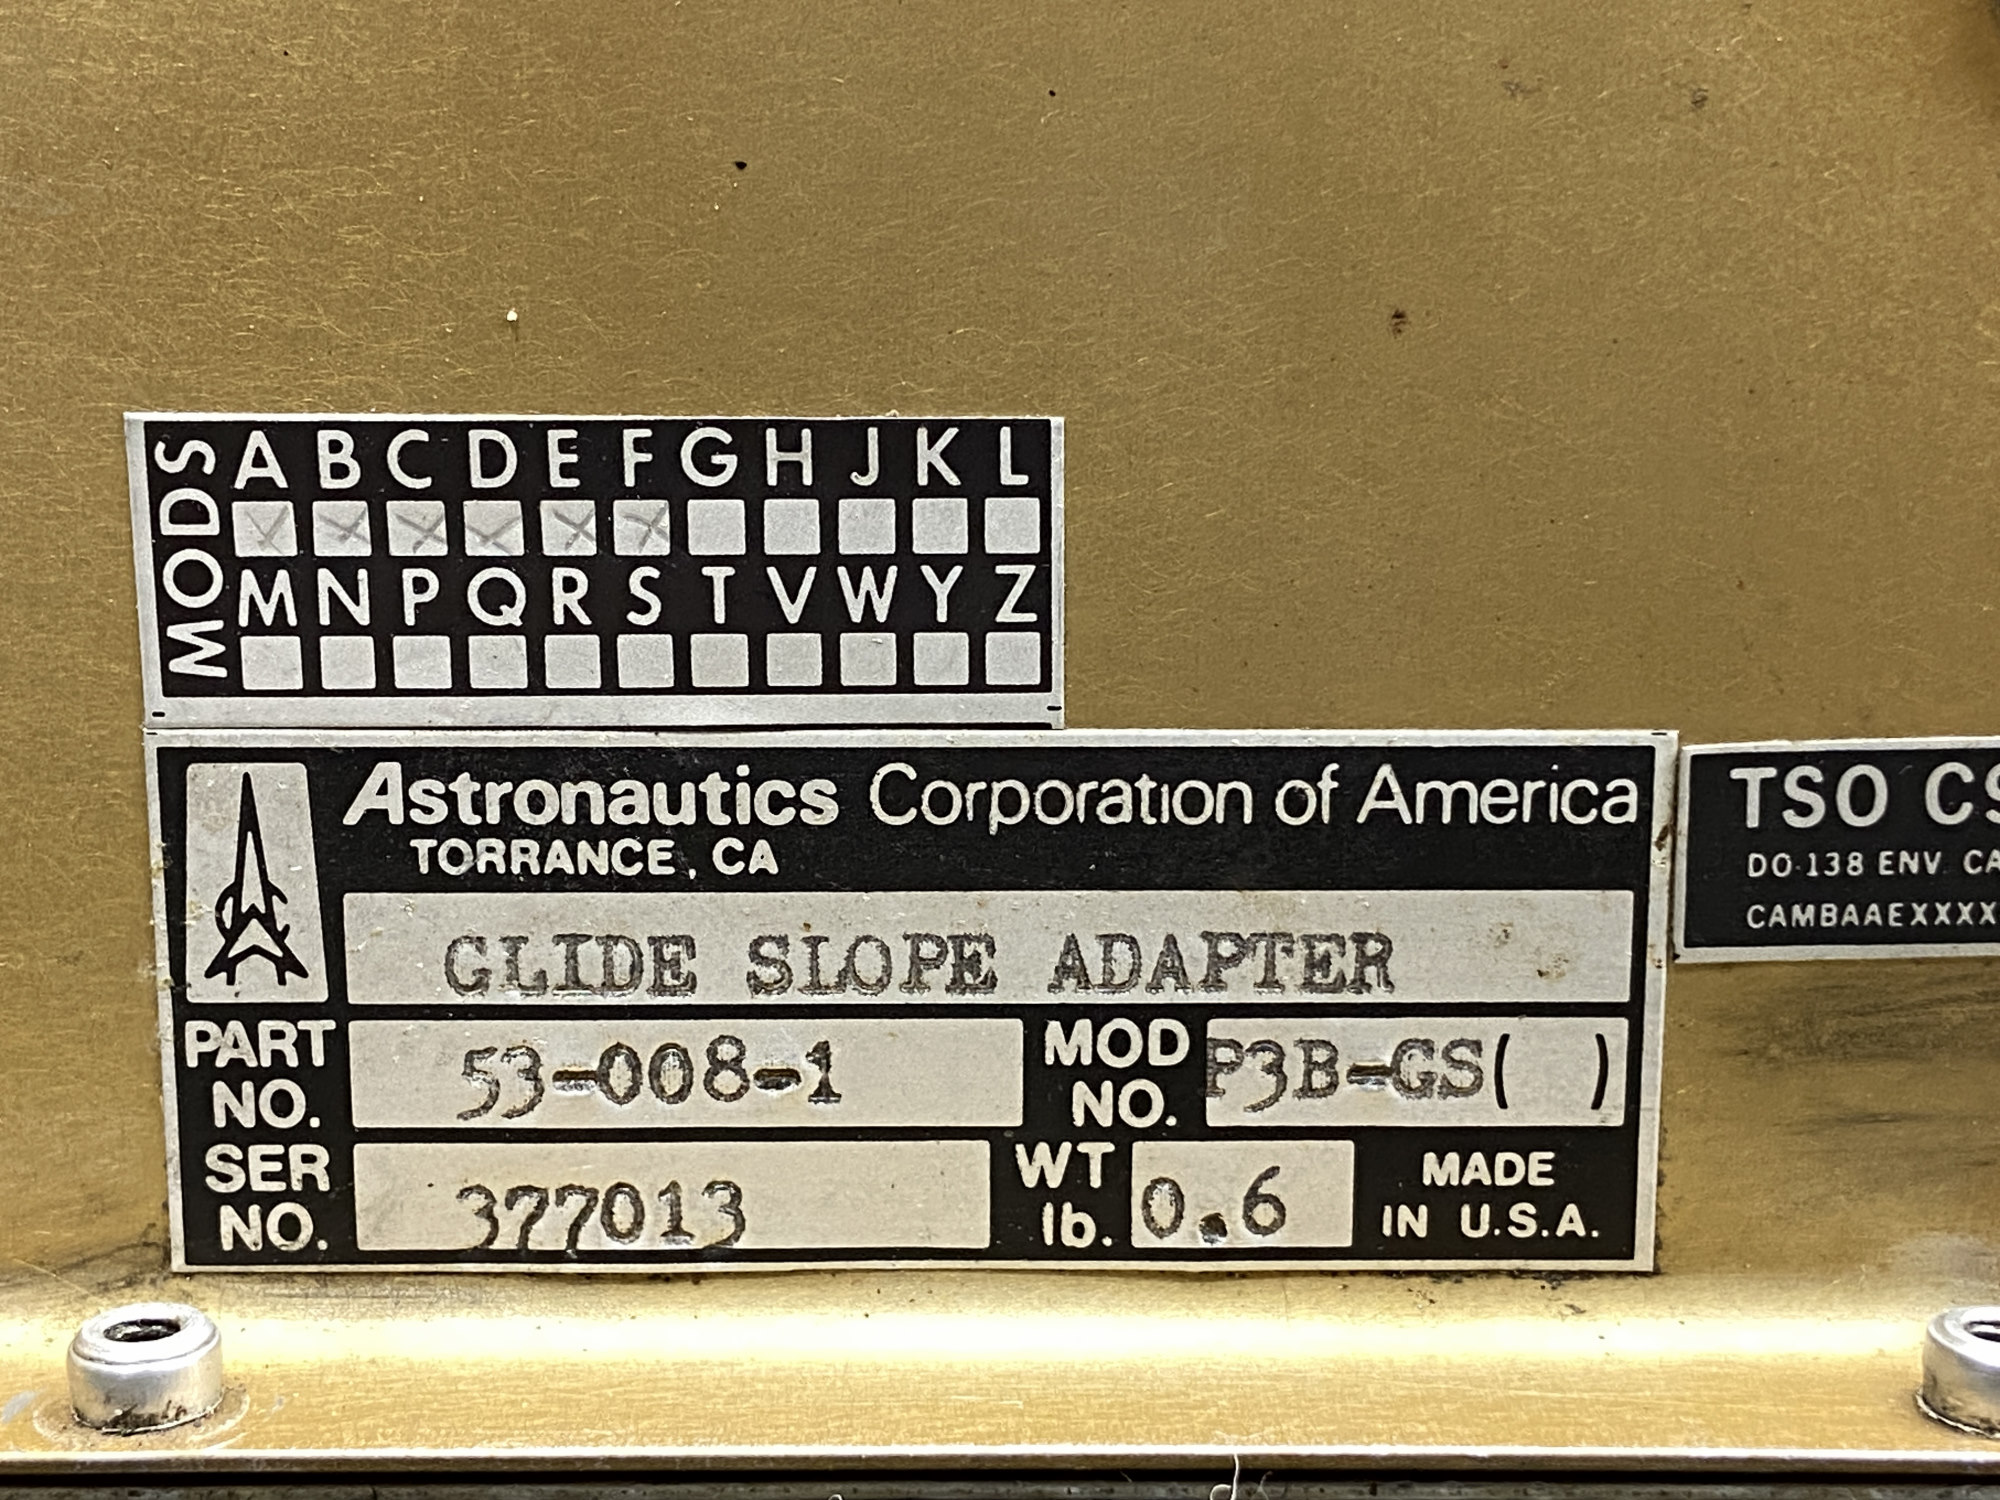 MODS
A B C D E F G H J K L
M N P Q R S T V W Y Z
Astronautics Corporation of America
TORRANCE, CA
GLIDE SLOPE ADAPTER
PART NO. 53-008-1 MOD NO. P3B-GS( )
SER NO. 377013 WT lb. 0.6 MADE IN U.S.A.
TSO
DO-138 ENV. CA
CAMBAAEXXXX